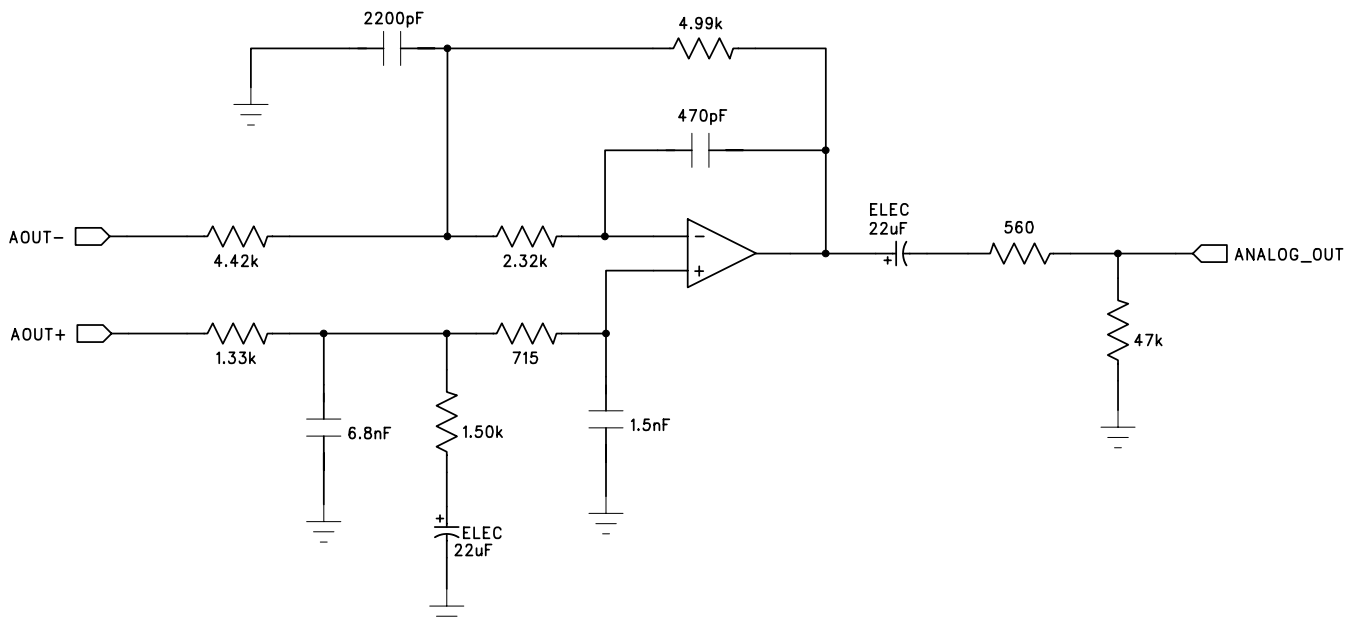 2200pF
4.99k
470pF
AOUT-
4.42k
2.32k
-
+
ELEC
22uF
+
560
ANALOG_OUT
AOUT+
1.33k
715
47k
6.8nF
1.50k
1.5nF
+
ELEC
22uF